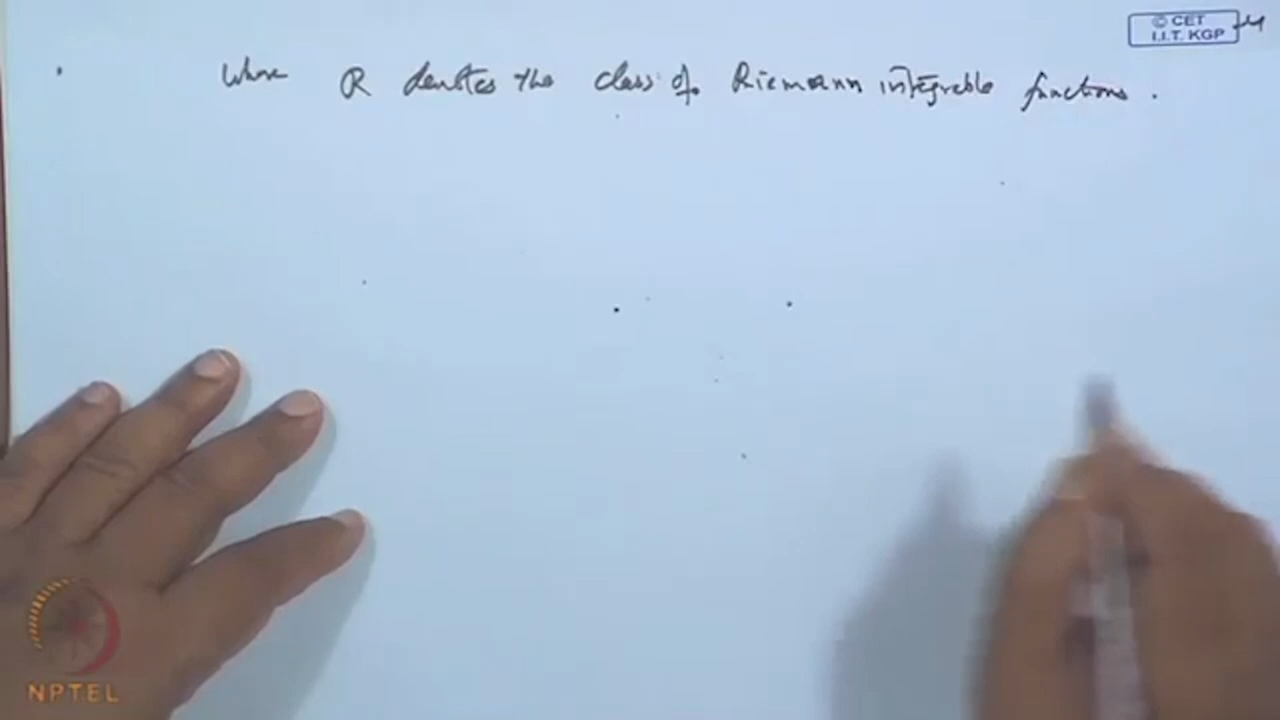 © CET
I.I.T. KGP
Where R denotes the class of Riemann integrable functions.
NPTEL